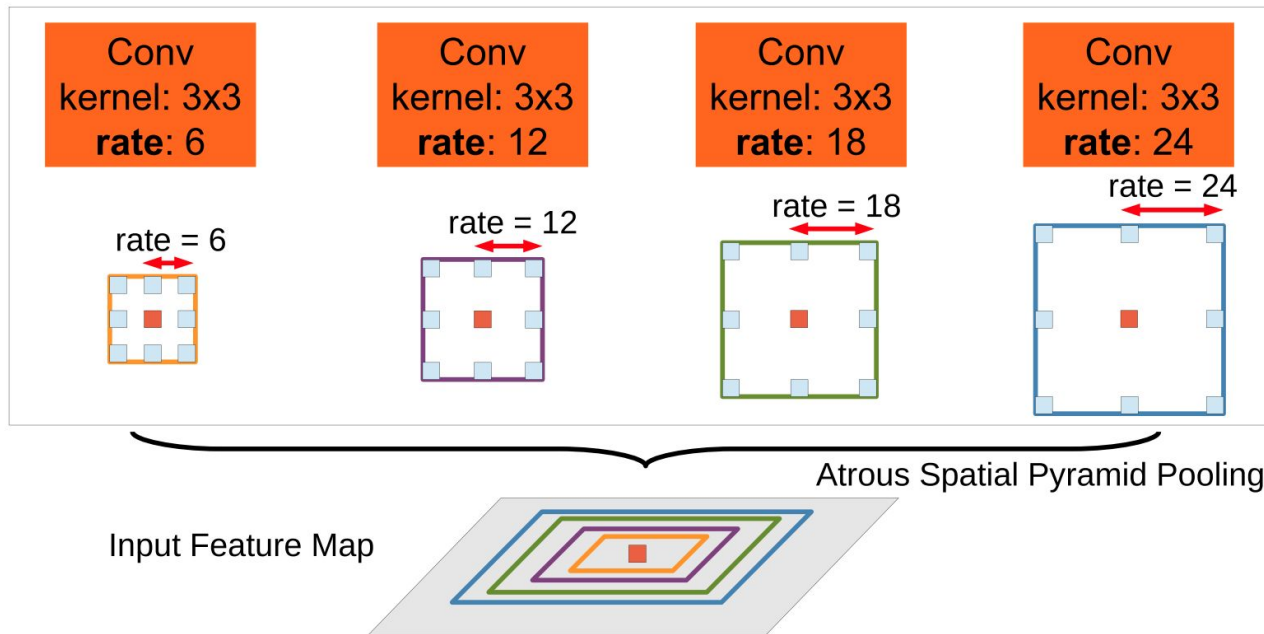 Conv
kernel: 3x3
rate: 6
Conv
kernel: 3x3
rate: 12
Conv
kernel: 3x3
rate: 18
Conv
kernel: 3x3
rate: 24
rate = 6
rate = 12
rate = 18
rate = 24
Atrous Spatial Pyramid Pooling
Input Feature Map